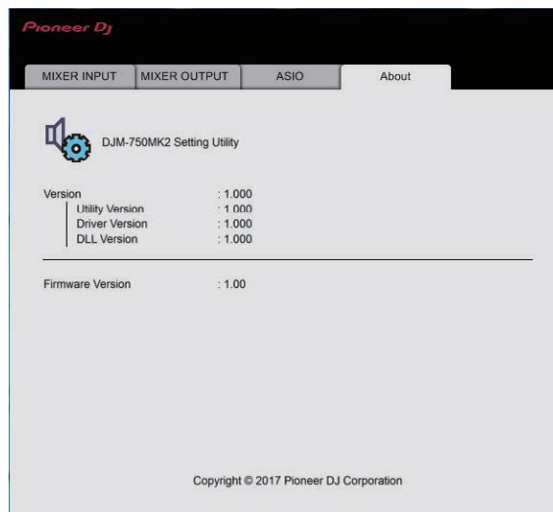 Pioneer Dj
MIXER INPUT MIXER OUTPUT ASIO About
DJM-750MK2 Setting Utility
Version : 1.000
Utility Version : 1.000
Driver Version : 1.000
DLL Version : 1.000
Firmware Version : 1.00
Copyright © 2017 Pioneer DJ Corporation